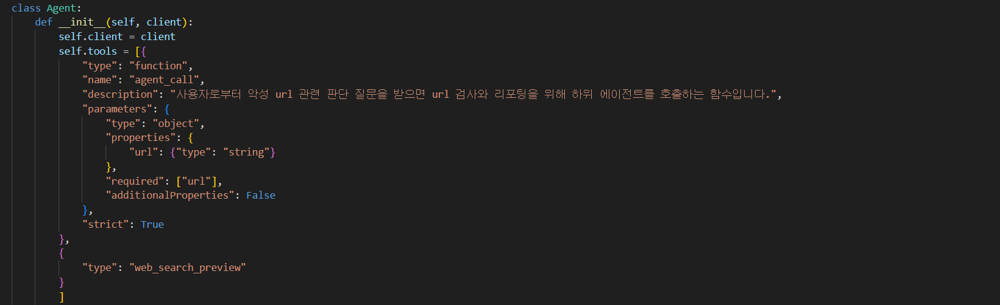 class Agent:
    def __init__(self, client):
        self.client = client
        self.tools = [{
            "type": "function",
            "name": "agent_call",
            "description": "사용자로부터 악성 url 관련 판단 질문을 받으면 url 검사와 리포팅을 위해 하위 에이전트를 호출하는 함수입니다.",
            "parameters": {
                "type": "object",
                "properties": {
                    "url": {"type": "string"}
                },
                "required": ["url"],
                "additionalProperties": False
            },
            "strict": True
        },
        {
            "type": "web_search_preview"
        }
        ]